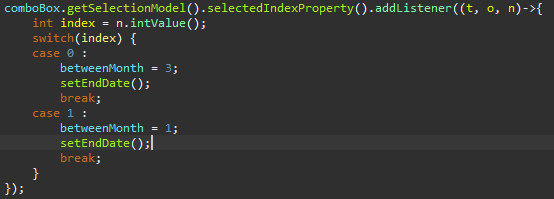 comboBox.getSelectionModel().selectedIndexProperty().addListener((t, o, n)->{
    int index = n.intValue();
    switch(index) {
    case 0 :
        betweenMonth = 3;
        setEndDate();
        break;
    case 1 :
        betweenMonth = 1;
        setEndDate();
        break;
    }
});